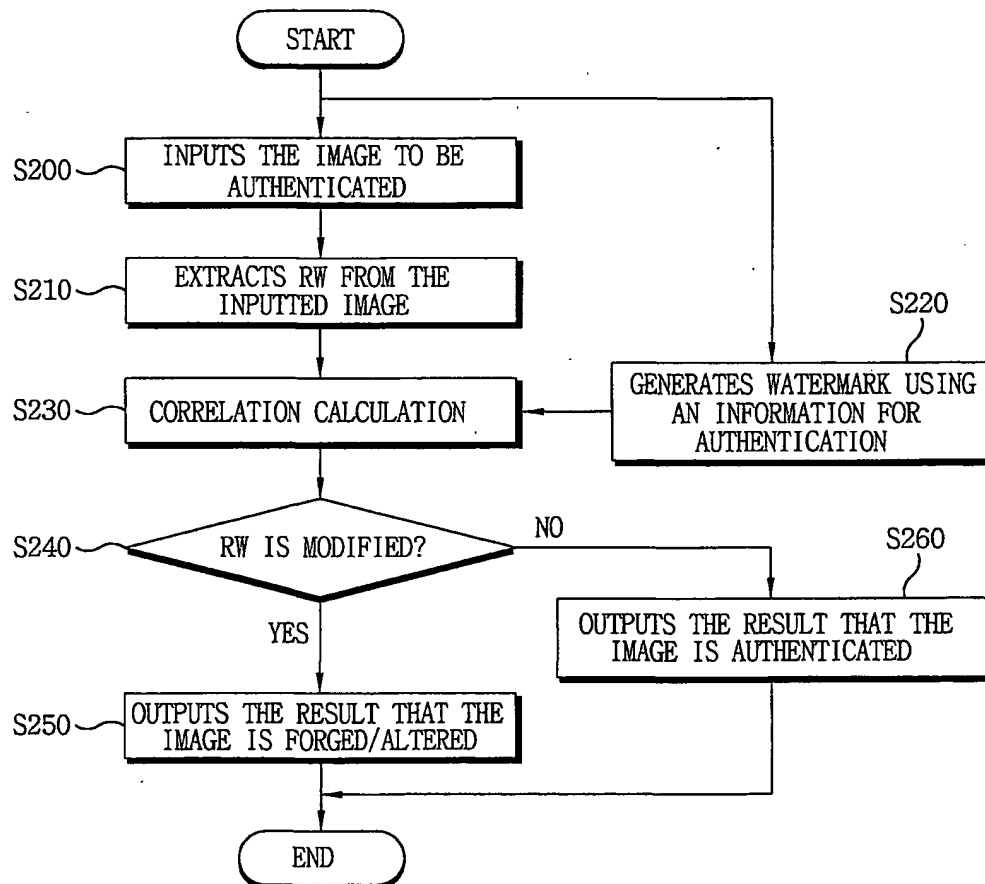 START
S200
INPUTS THE IMAGE TO BE
AUTHENTICATED
S210
EXTRACTS RW FROM THE
INPUTTED IMAGE
S220
GENERATES WATERMARK USING
AN INFORMATION FOR
AUTHENTICATION
S230
CORRELATION CALCULATION
S240
RW IS MODIFIED?
NO
YES
S260
OUTPUTS THE RESULT THAT THE
IMAGE IS AUTHENTICATED
S250
OUTPUTS THE RESULT THAT THE
IMAGE IS FORGED/ALTERED
END